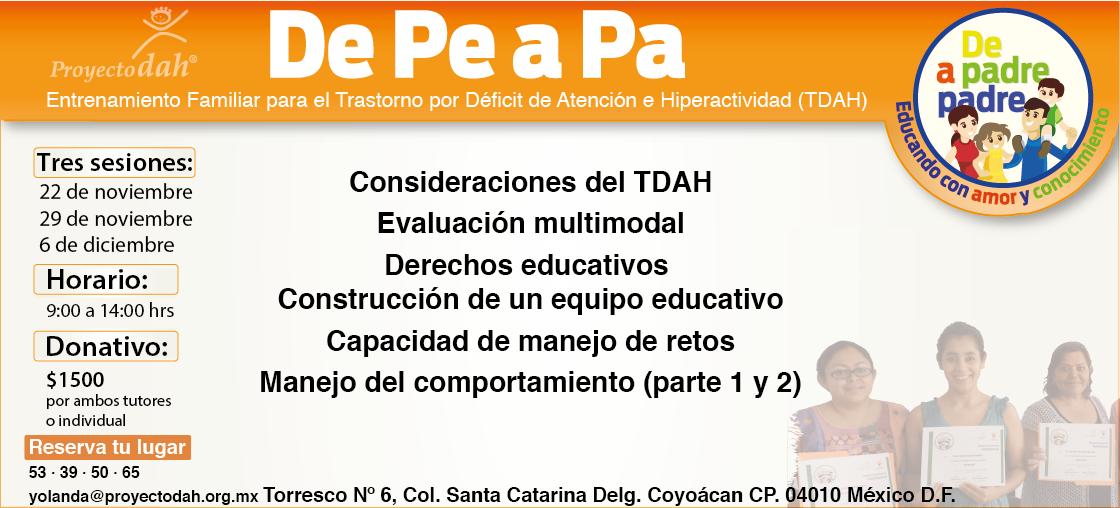 Proyectodah®
De Pe a Pa
Entrenamiento Familiar para el Trastorno por Déficit de Atención e Hiperactividad (TDAH)
De
a padre
padre
Educando con amor y conocimiento
Tres sesiones:
22 de noviembre
29 de noviembre
6 de diciembre
Horario:
9:00 a 14:00 hrs
Donativo:
$1500
por ambos tutores
o individual
Reserva tu lugar
53 · 39 · 50 · 65
yolanda@proyectodah.org.mx
Consideraciones del TDAH
Evaluación multimodal
Derechos educativos
Construcción de un equipo educativo
Capacidad de manejo de retos
Manejo del comportamiento (parte 1 y 2)
Torresco Nº 6, Col. Santa Catarina Delg. Coyoácan CP. 04010 México D.F.